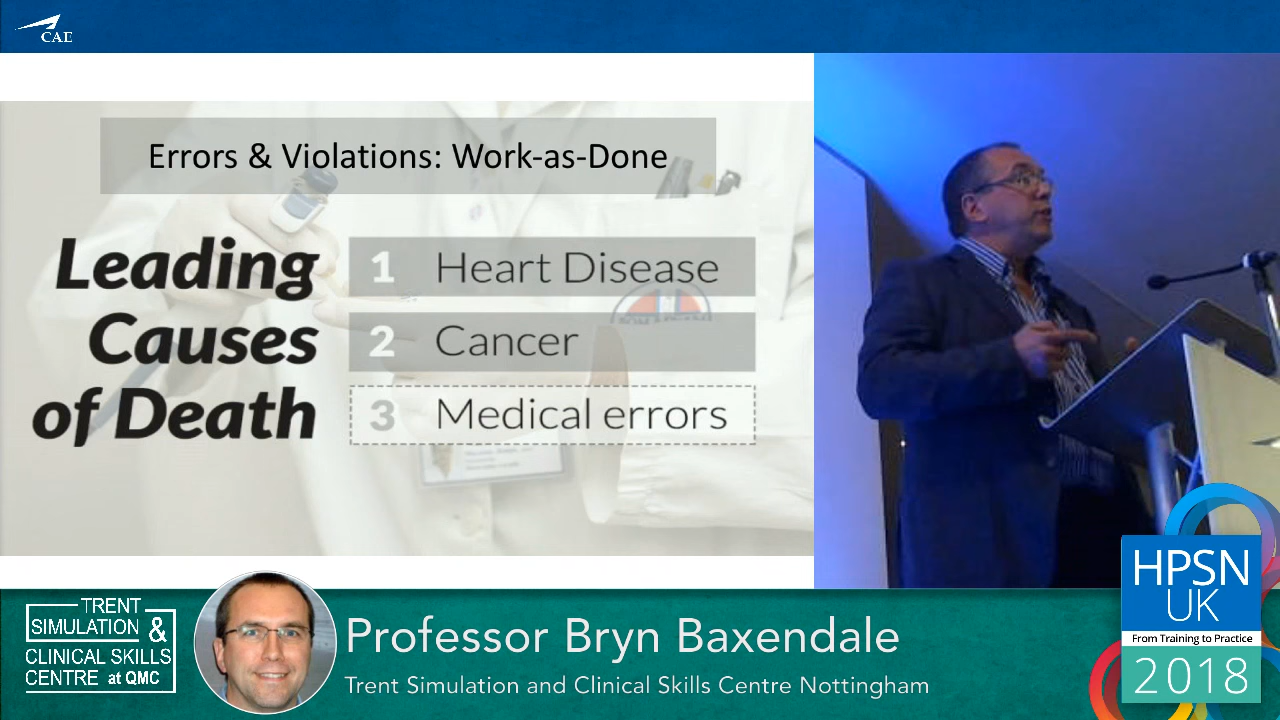 CAE
Errors & Violations: Work-as-Done
Leading
Causes
of Death
1 Heart Disease
2 Cancer
3 Medical errors
TRENT
SIMULATION &
CLINICAL SKILLS
CENTRE at QMC
Professor Bryn Baxendale
Trent Simulation and Clinical Skills Centre Nottingham
HPSN
UK
From Training to Practice
2018